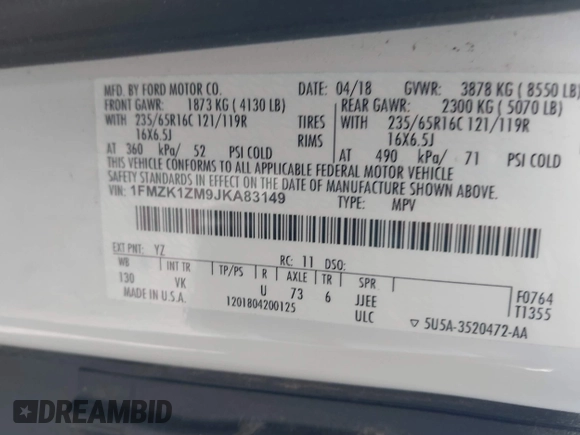 MFD. BY FORD MOTOR CO.
DATE: 04/18 GVWR: 3878 KG ( 8550 LB)
FRONT GAWR: 1873 KG ( 4130 LB)
REAR GAWR: 2300 KG ( 5070 LB)
WITH 235/65R16C 121/119R TIRES WITH 235/65R16C 121/119R
16X6.5J RIMS 16X6.5J
AT 360 kPa/ 52 PSI COLD AT 490 kPa/ 71 PSI COLD
THIS VEHICLE CONFORMS TO ALL APPLICABLE FEDERAL MOTOR VEHICLE
SAFETY STANDARDS IN EFFECT ON THE DATE OF MANUFACTURE SHOWN ABOVE.
VIN: 1FMZK1ZM9JKA83149
TYPE: MPV
EXT PNT: YZ RC: 11 DSO:
WB INT TR TP/PS R AXLE TR SPR
130 VK U 73 6 JJEE
F0764
MADE IN U.S.A. 1201804200125 ULC
T1355
▽ 5U5A-3520472-AA
DREAMBID